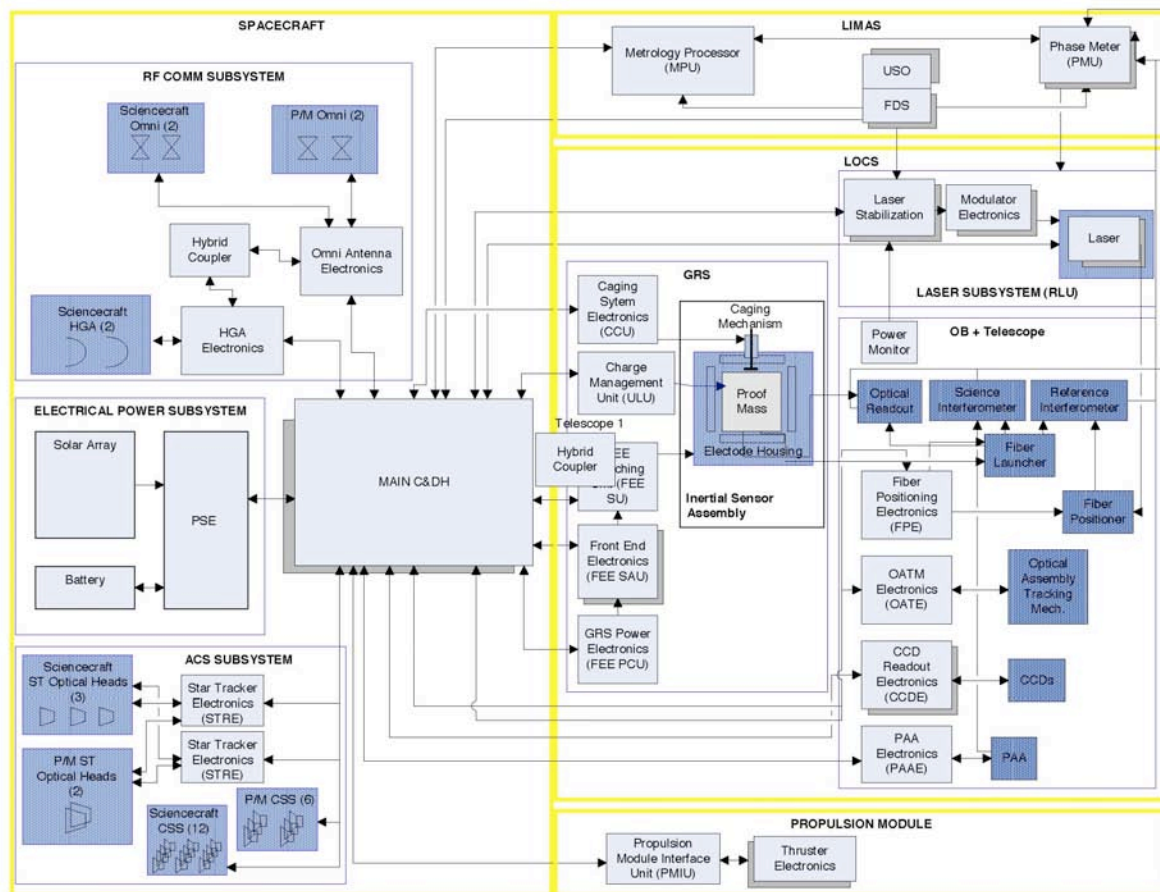 SPACECRAFT
RF COMM SUBSYSTEM
Sciencecraft
Omni (2)
P/M Omni (2)
Hybrid
Coupler
Omni Antenna
Electronics
Sciencecraft
HGA (2)
HGA
Electronics
ELECTRICAL POWER SUBSYSTEM
Solar Array
PSE
Battery
MAIN C&DH
ACS SUBSYSTEM
Sciencecraft
ST Optical Heads
(3)
Star Tracker
Electronics
(STRE)
P/M ST
Optical Heads
(2)
Star Tracker
Electronics
(STRE)
Sciencecraft
CSS (12)
P/M CSS (6)
LIMAS
Metrology Processor
(MPU)
USO
FDS
Phase Meter
(PMU)
LOCS
Laser
Stabilization
Modulator
Electronics
Laser
LASER SUBSYSTEM (RLU)
GRS
Caging
Sytem
Electronics
(CCU)
Charge
Management
Unit (ULU)
Telescope 1
Hybrid
Coupler
(FEE
SU)
Front End
Electronics
(FEE SAU)
GRS Power
Electronics
(FEE PCU)
Caging
Mechanism
Proof
Mass
Electode Housing
Inertial Sensor
Assembly
Power
Monitor
OB + Telescope
Optical
Readout
Science
Interferometer
Reference
Interferometer
Fiber
Launcher
Fiber
Positioning
Electronics
(FPE)
Fiber
Positioner
OATM
Electronics
(OATE)
Optical
Assembly
Tracking
Mech.
CCD
Readout
Electronics
(CCDE)
CCDs
PAA
Electronics
(PAAE)
PAA
PROPULSION MODULE
Propulsion
Module Interface
Unit (PMIU)
Thruster
Electronics